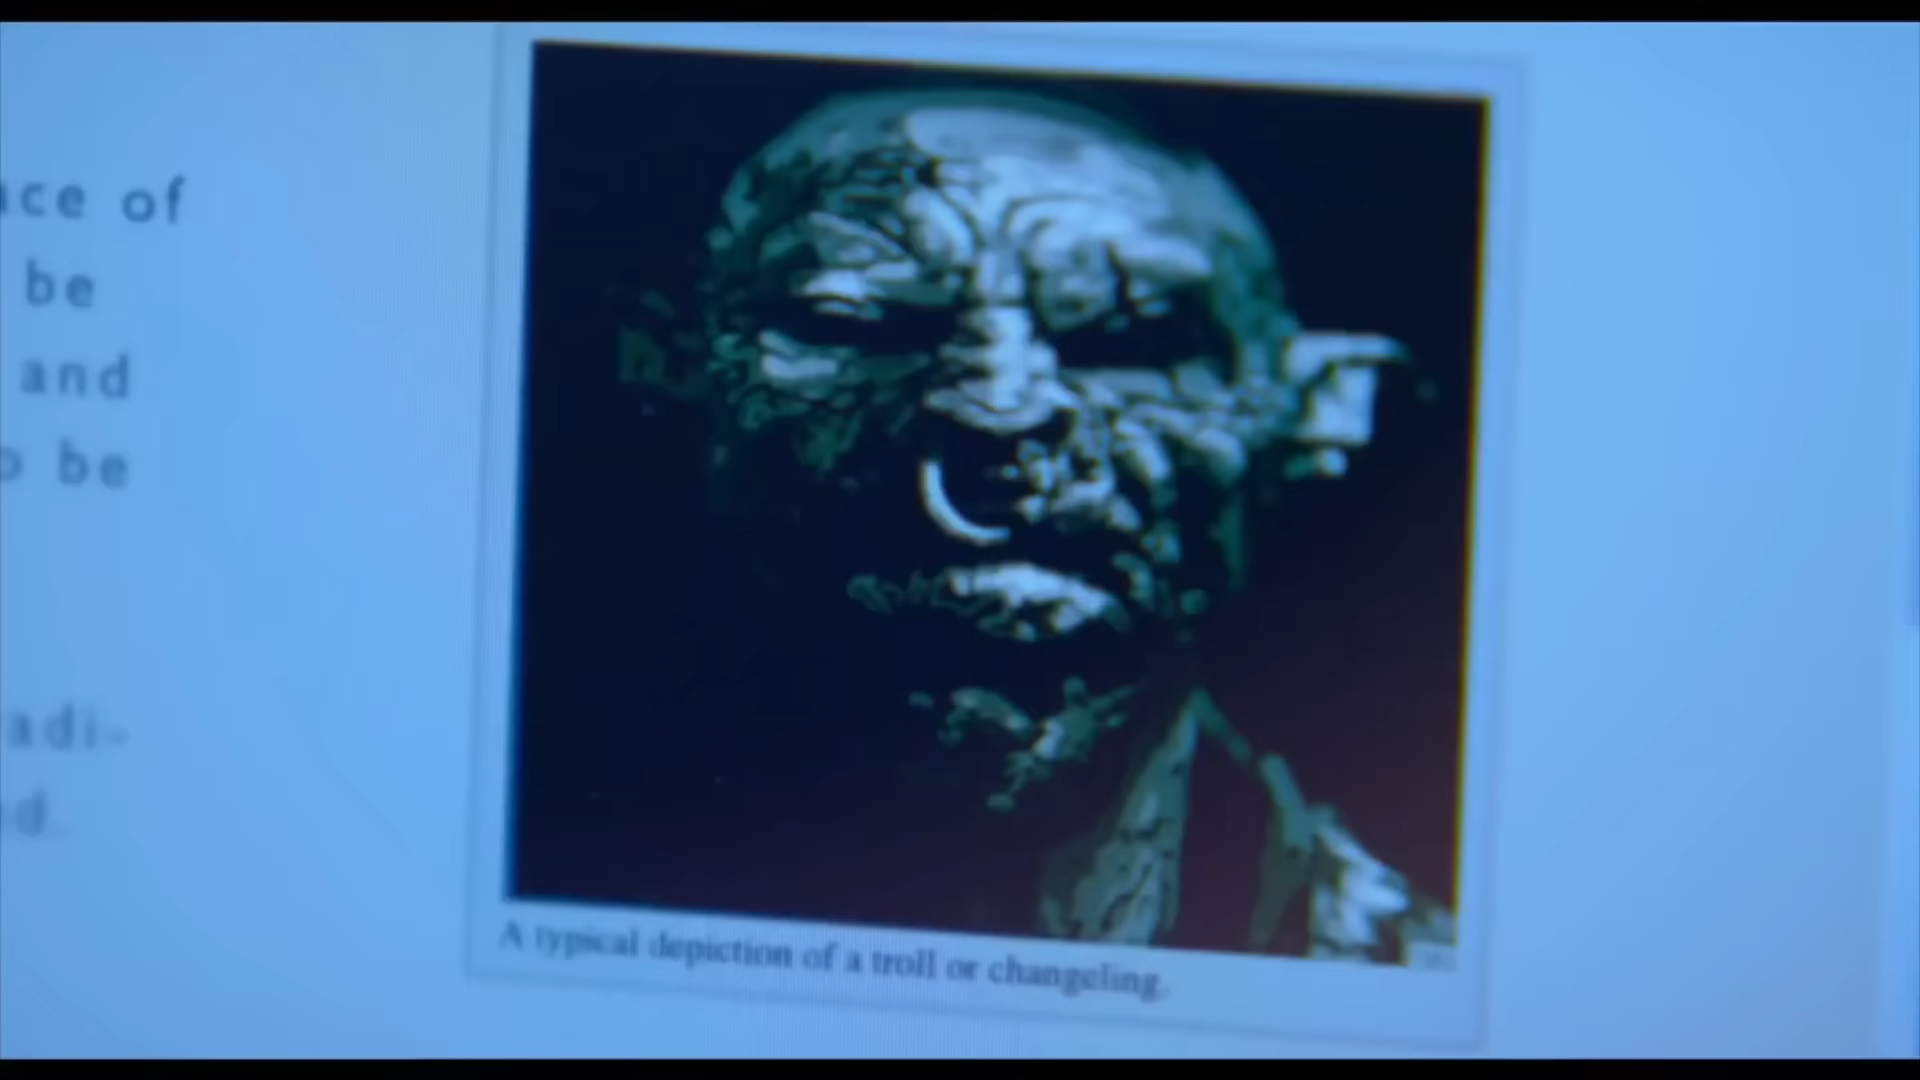 ace of
be
and
o be
adi-
d.
A typical depiction of a troll or changeling.